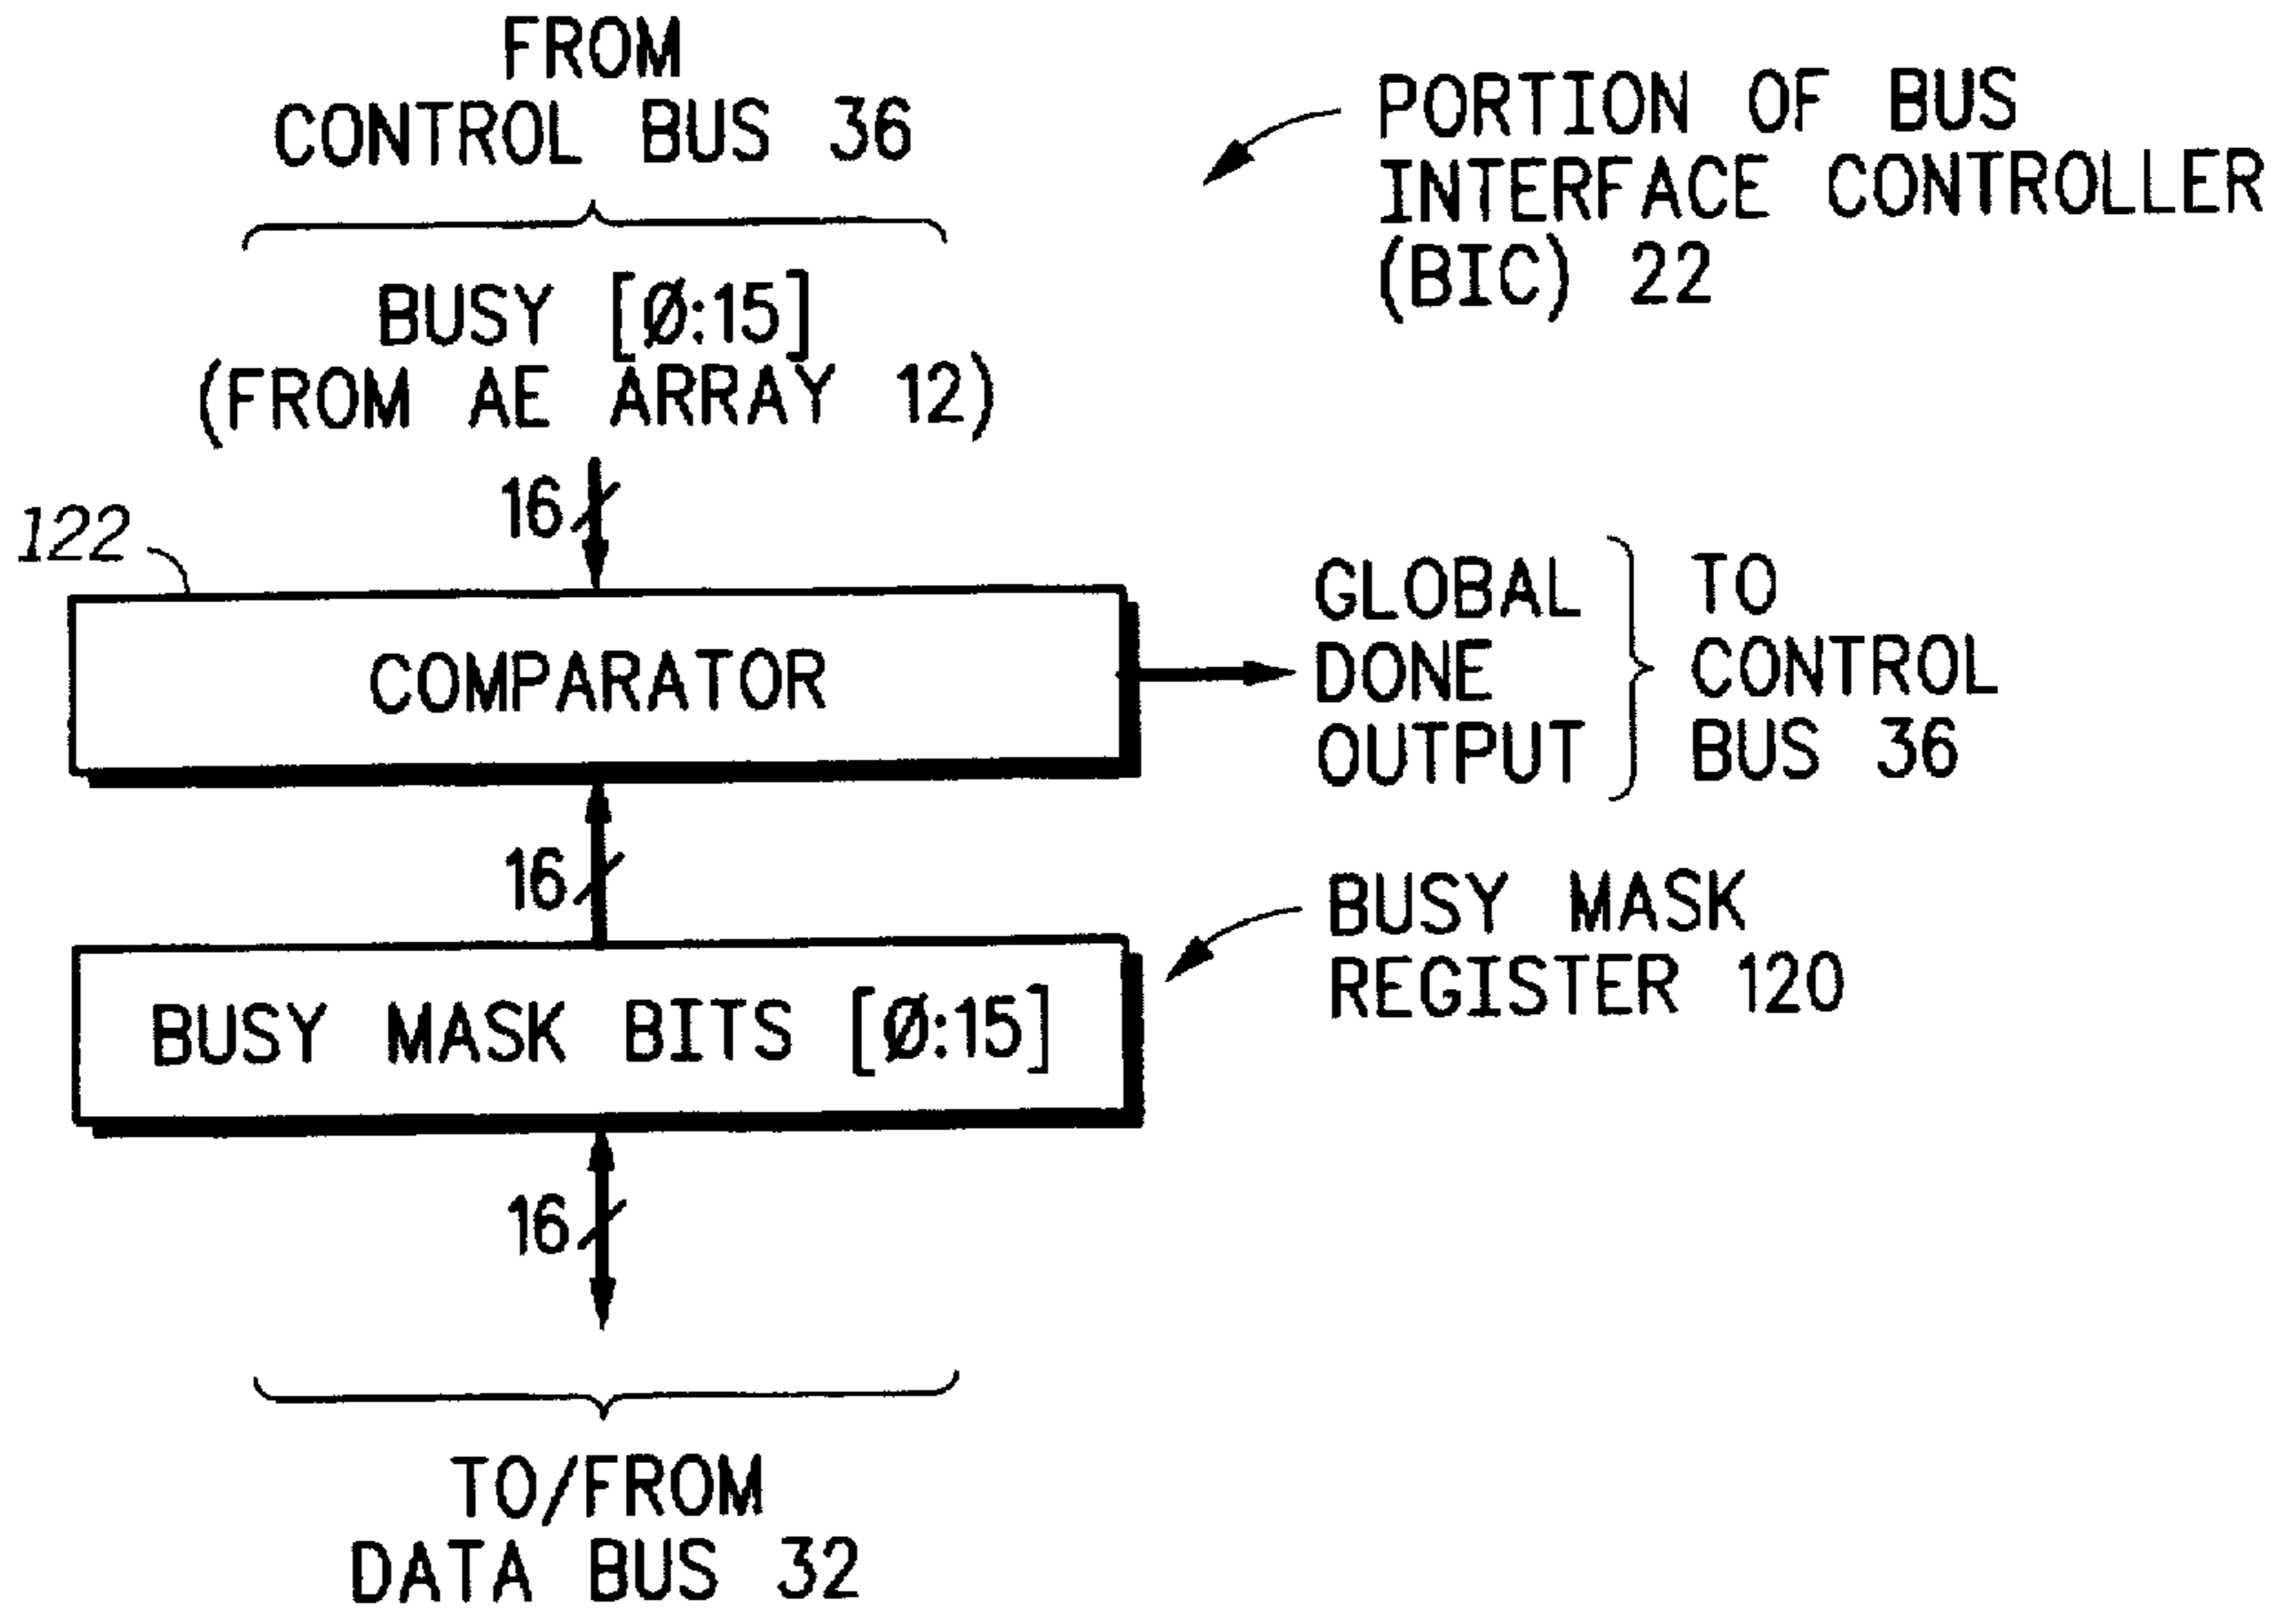 FROM
CONTROL BUS 36
PORTION OF BUS
INTERFACE CONTROLLER
(BIC) 22
BUSY [Ø:15]
(FROM AE ARRAY 12)
16
122
COMPARATOR
GLOBAL
DONE
OUTPUT
TO
CONTROL
BUS 36
16
BUSY MASK
REGISTER 120
BUSY MASK BITS [Ø:15]
16
TO/FROM
DATA BUS 32